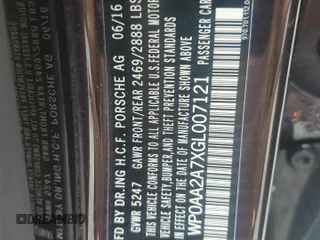 MFD BY DR.ING H.C.F. PORSCHE AG 06/16
GVWR 5247 GAWR FRONT/REAR 2469/2888 LBS
THIS VEHICLE CONFORMS TO ALL APPLICABLE U.S. FEDERAL MOTOR
VEHICLE SAFETY, BUMPER, AND THEFT PREVENTION STANDARDS
IN EFFECT ON THE DATE OF MANUFACTURE SHOWN ABOVE
WP0AA2A7XGL007121 PASSENGER CAR